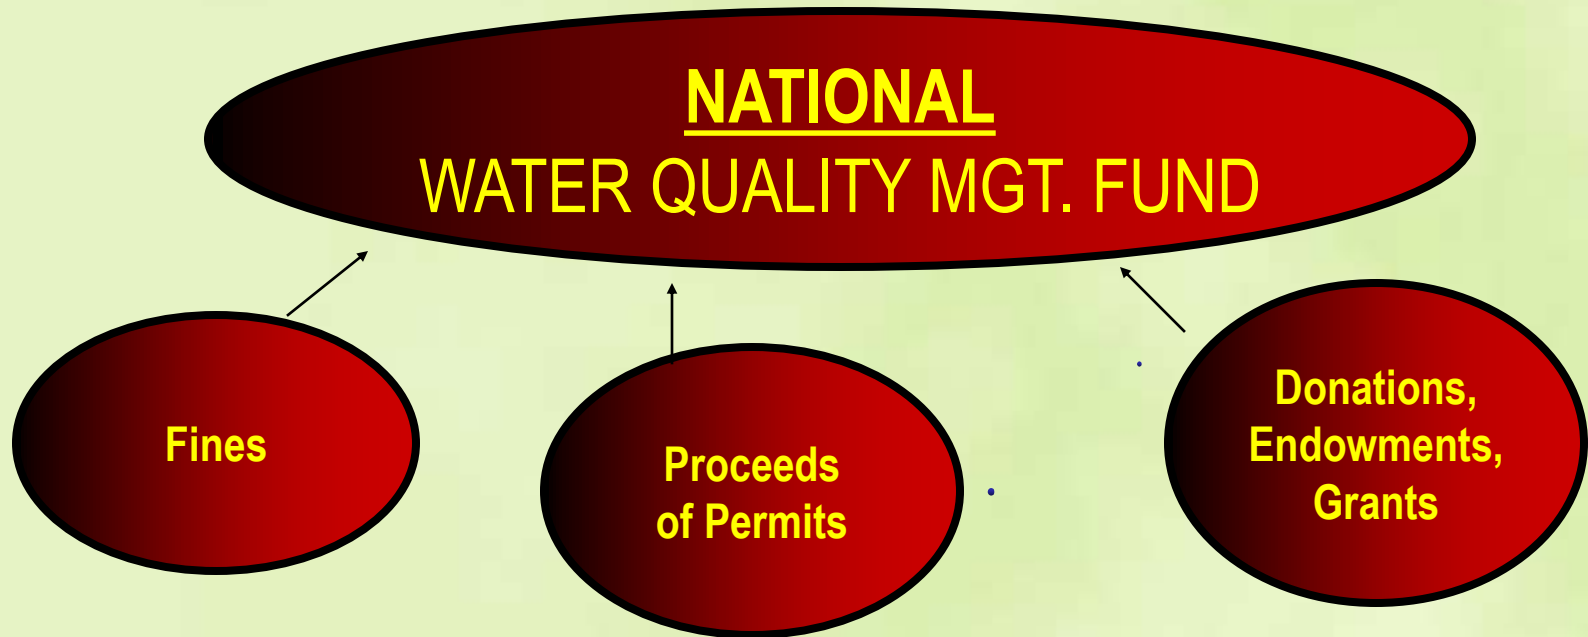 NATIONAL
WATER QUALITY MGT. FUND
Fines
Proceeds
of Permits
Donations,
Endowments,
Grants